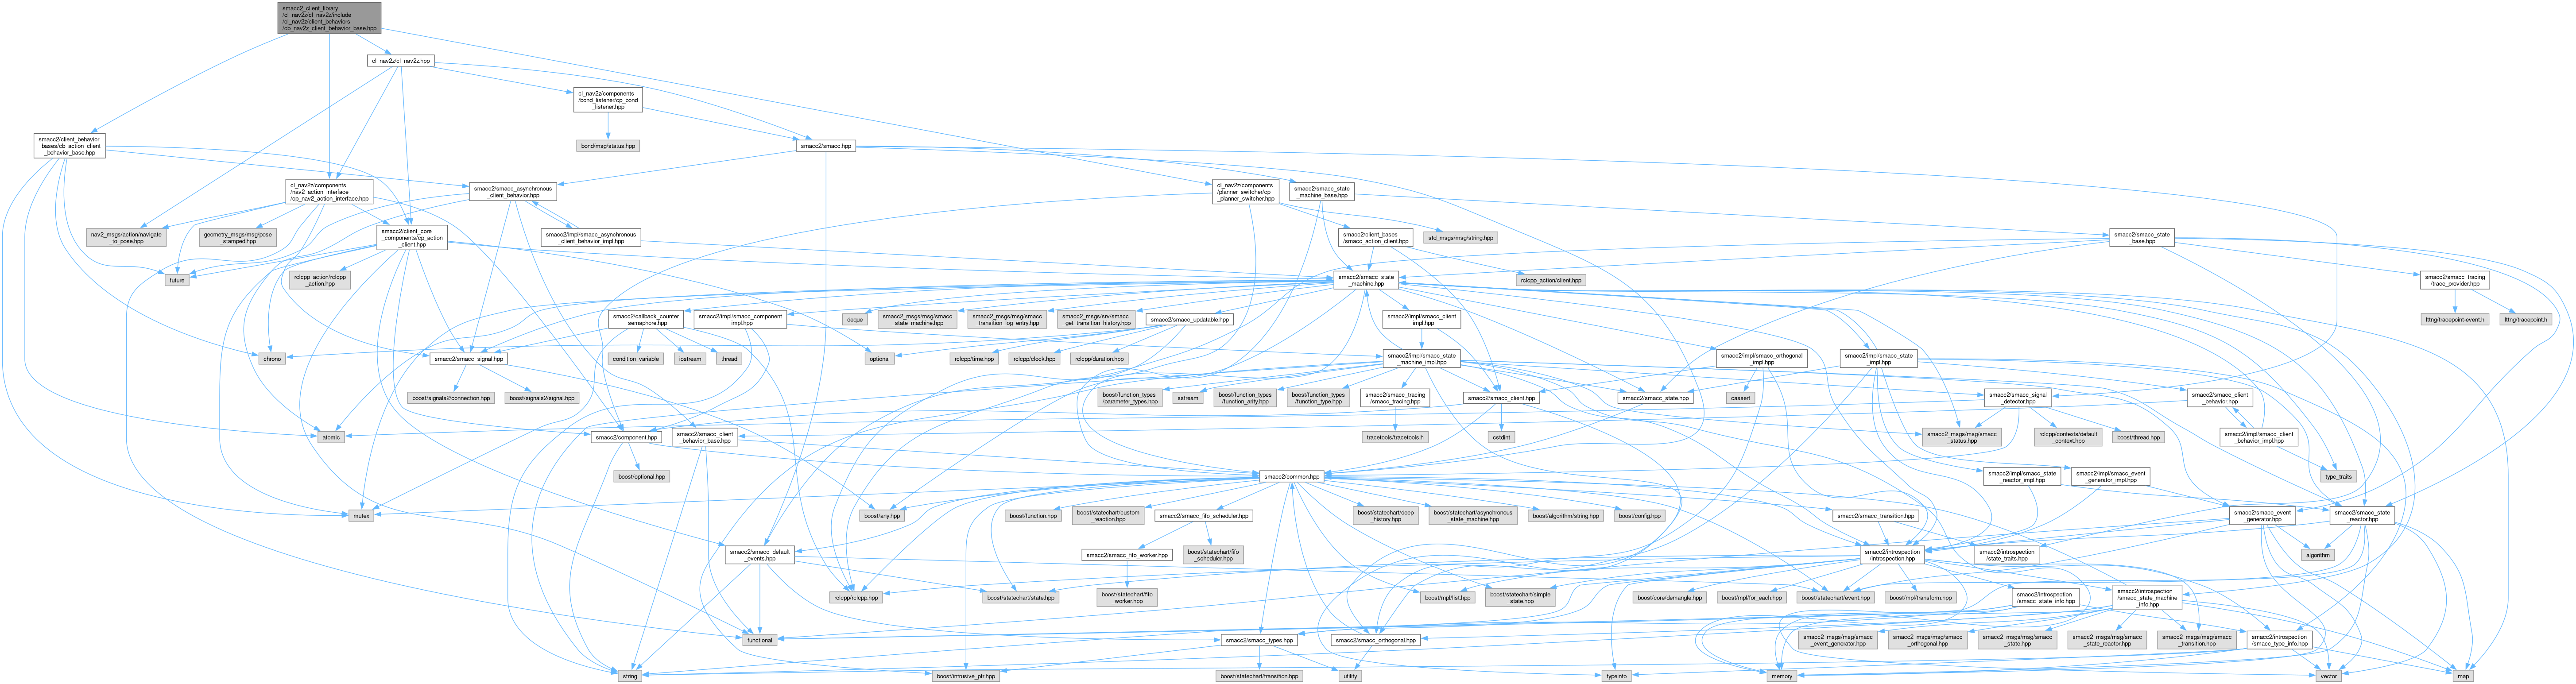 smacc2_client_library
/cl_nav2z/cl_nav2z/include
/cl_nav2z/client_behaviors
/cb_nav2z_client_behavior_base.hpp
cl_nav2z/cl_nav2z.hpp
cl_nav2z/components
/bond_listener/cp_bond
_listener.hpp
smacc2/client_behavior
_bases/cb_action_client
_behavior_base.hpp
bond/msg/status.hpp
smacc2/smacc.hpp
cl_nav2z/components
/nav2_action_interface
/cp_nav2_action_interface.hpp
smacc2/smacc_asynchronous
_client_behavior.hpp
cl_nav2z/components
/planner_switcher/cp
_planner_switcher.hpp
smacc2/smacc_state
_machine_base.hpp
nav2_msgs/action/navigate
_to_pose.hpp
geometry_msgs/msg/pose
_stamped.hpp
smacc2/client_core
_components/cp_action
_client.hpp
smacc2/impl/smacc_asynchronous
_client_behavior_impl.hpp
smacc2/client_bases
/smacc_action_client.hpp
std_msgs/msg/string.hpp
smacc2/smacc_state
_base.hpp
future
rclcpp_action/rclcpp
_action.hpp
smacc2/smacc_state
_machine.hpp
rclcpp_action/client.hpp
smacc2/smacc_tracing
/trace_provider.hpp
smacc2/callback_counter
_semaphore.hpp
smacc2/impl/smacc_component
_impl.hpp
deque
smacc2_msgs/msg/smacc
_state_machine.hpp
smacc2_msgs/msg/smacc
_transition_log_entry.hpp
smacc2_msgs/srv/smacc
_get_transition_history.hpp
smacc2/smacc_updatable.hpp
smacc2/impl/smacc_client
_impl.hpp
lttng/tracepoint-event.h
lttng/tracepoint.h
chrono
smacc2/smacc_signal.hpp
condition_variable
iostream
thread
optional
rclcpp/time.hpp
rclcpp/clock.hpp
rclcpp/duration.hpp
smacc2/impl/smacc_state
_machine_impl.hpp
smacc2/impl/smacc_orthogonal
_impl.hpp
smacc2/impl/smacc_state
_impl.hpp
boost/signals2/connection.hpp
boost/signals2/signal.hpp
boost/function_types
/parameter_types.hpp
sstream
boost/function_types
/function_arity.hpp
boost/function_types
/function_type.hpp
smacc2/smacc_tracing
/smacc_tracing.hpp
smacc2/smacc_client.hpp
cassert
smacc2/smacc_state.hpp
smacc2/smacc_signal
_detector.hpp
smacc2/smacc_client
_behavior.hpp
atomic
smacc2/component.hpp
smacc2/smacc_client
_behavior_base.hpp
tracetools/tracetools.h
cstdint
smacc2_msgs/msg/smacc
_status.hpp
rclcpp/contexts/default
_context.hpp
boost/thread.hpp
smacc2/impl/smacc_client
_behavior_impl.hpp
boost/optional.hpp
smacc2/common.hpp
smacc2/impl/smacc_state
_reactor_impl.hpp
smacc2/impl/smacc_event
_generator_impl.hpp
type_traits
mutex
boost/any.hpp
boost/function.hpp
boost/statechart/custom
_reaction.hpp
smacc2/smacc_fifo_scheduler.hpp
boost/statechart/deep
_history.hpp
boost/statechart/asynchronous
_state_machine.hpp
boost/algorithm/string.hpp
boost/config.hpp
smacc2/smacc_transition.hpp
smacc2/smacc_event
_generator.hpp
smacc2/smacc_state
_reactor.hpp
smacc2/smacc_default
_events.hpp
smacc2/smacc_fifo_worker.hpp
boost/statechart/fifo
_scheduler.hpp
smacc2/introspection
/introspection.hpp
smacc2/introspection
/state_traits.hpp
algorithm
rclcpp/rclcpp.hpp
boost/statechart/state.hpp
boost/statechart/fifo
_worker.hpp
boost/mpl/list.hpp
boost/statechart/simple
_state.hpp
boost/core/demangle.hpp
boost/mpl/for_each.hpp
boost/statechart/event.hpp
boost/mpl/transform.hpp
smacc2/introspection
/smacc_state_info.hpp
smacc2/introspection
/smacc_state_machine
_info.hpp
functional
smacc2/smacc_types.hpp
smacc2/smacc_orthogonal.hpp
smacc2_msgs/msg/smacc
_event_generator.hpp
smacc2_msgs/msg/smacc
_orthogonal.hpp
smacc2_msgs/msg/smacc
_state.hpp
smacc2_msgs/msg/smacc
_state_reactor.hpp
smacc2_msgs/msg/smacc
_transition.hpp
smacc2/introspection
/smacc_type_info.hpp
string
boost/intrusive_ptr.hpp
boost/statechart/transition.hpp
utility
typeinfo
memory
vector
map